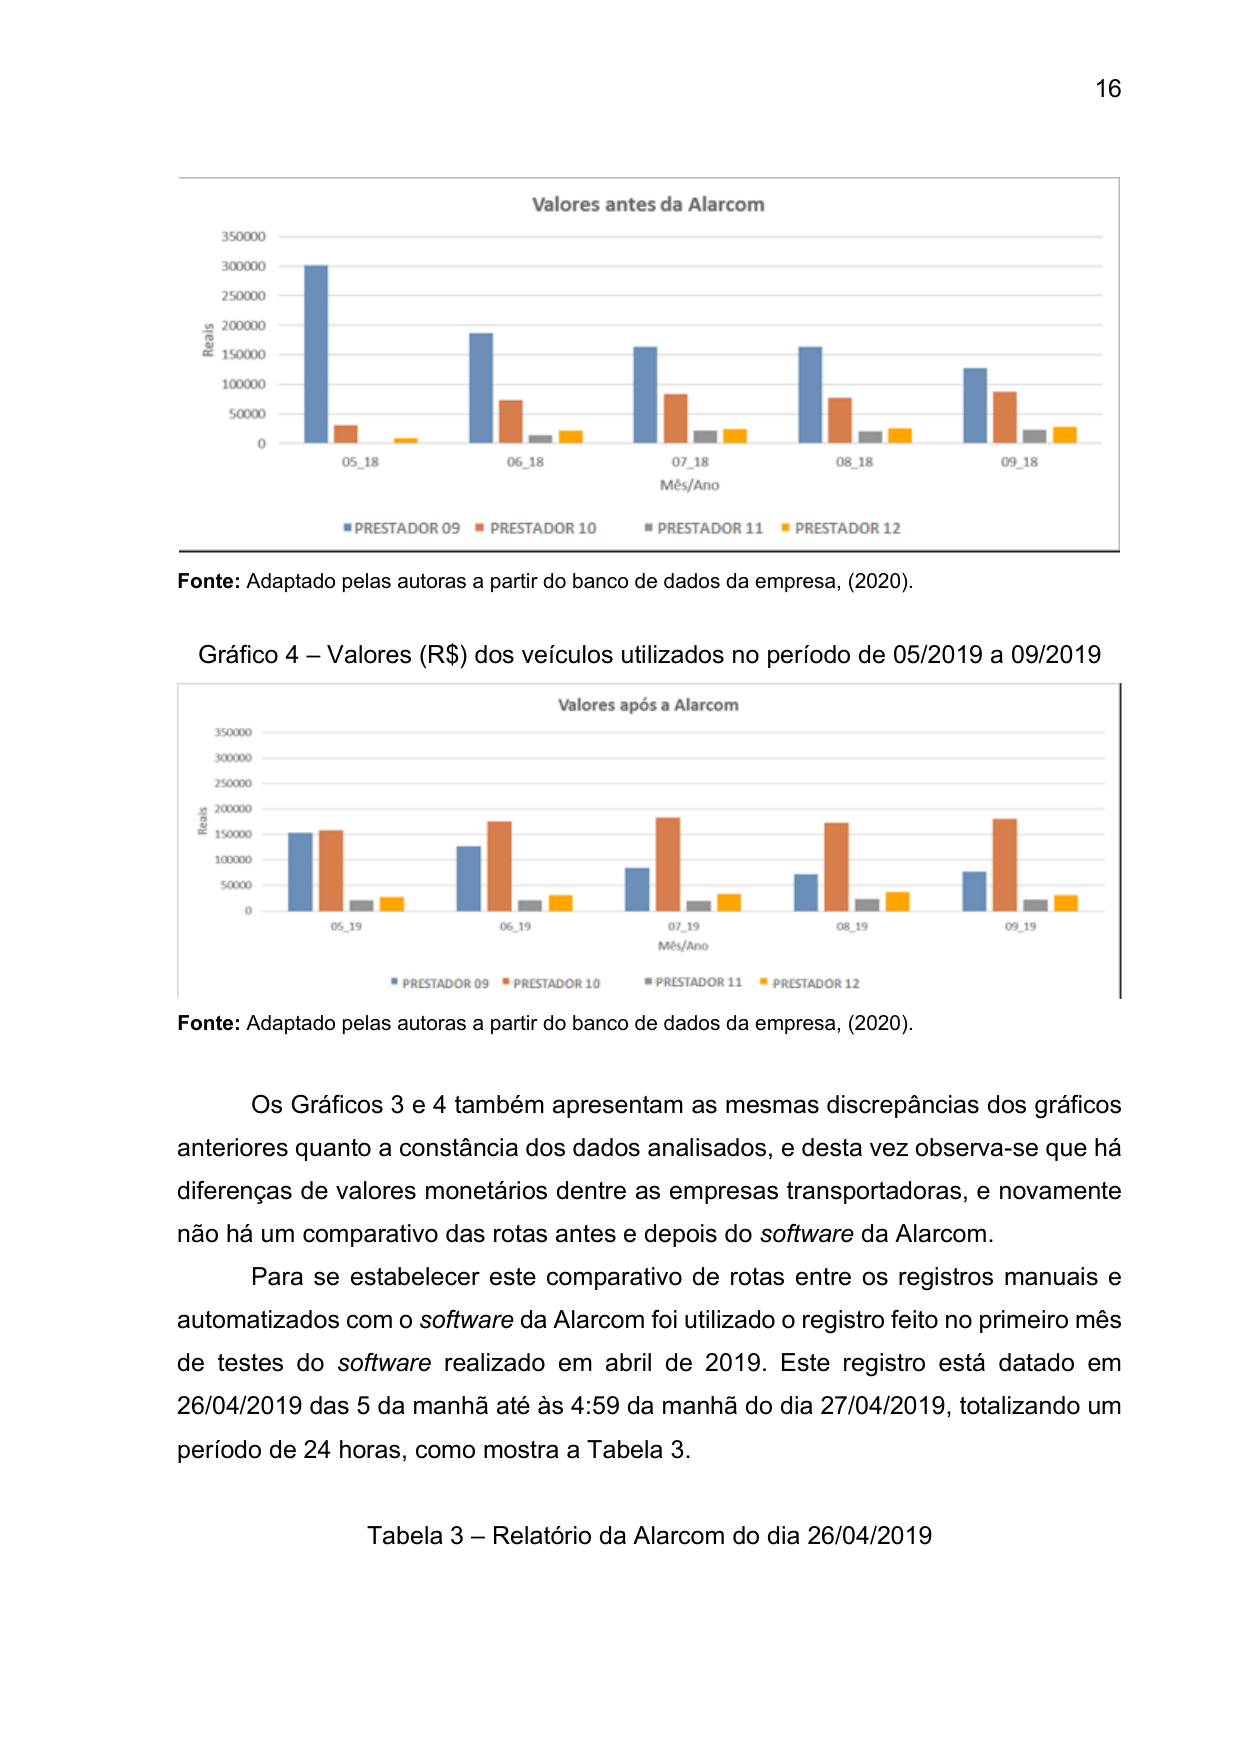 16
Valores antes da Alarcom
350000
300000
250000
200000
150000
100000
50000
0
Reais
05_18 06_18 07_18 08_18 09_18
Mês/Ano
PRESTADOR 09 PRESTADOR 10 PRESTADOR 11 PRESTADOR 12
Fonte: Adaptado pelas autoras a partir do banco de dados da empresa, (2020).
Gráfico 4 – Valores (R$) dos veículos utilizados no período de 05/2019 a 09/2019
Valores após a Alarcom
350000
300000
250000
200000
150000
100000
50000
0
Reais
05_19 06_19 07_19 08_19 09_19
Mês/Ano
PRESTADOR 09 PRESTADOR 10 PRESTADOR 11 PRESTADOR 12
Fonte: Adaptado pelas autoras a partir do banco de dados da empresa, (2020).
Os Gráficos 3 e 4 também apresentam as mesmas discrepâncias dos gráficos
anteriores quanto a constância dos dados analisados, e desta vez observa-se que há
diferenças de valores monetários dentre as empresas transportadoras, e novamente
não há um comparativo das rotas antes e depois do software da Alarcom.
Para se estabelecer este comparativo de rotas entre os registros manuais e
automatizados com o software da Alarcom foi utilizado o registro feito no primeiro mês
de testes do software realizado em abril de 2019. Este registro está datado em
26/04/2019 das 5 da manhã até às 4:59 da manhã do dia 27/04/2019, totalizando um
período de 24 horas, como mostra a Tabela 3.
Tabela 3 – Relatório da Alarcom do dia 26/04/2019